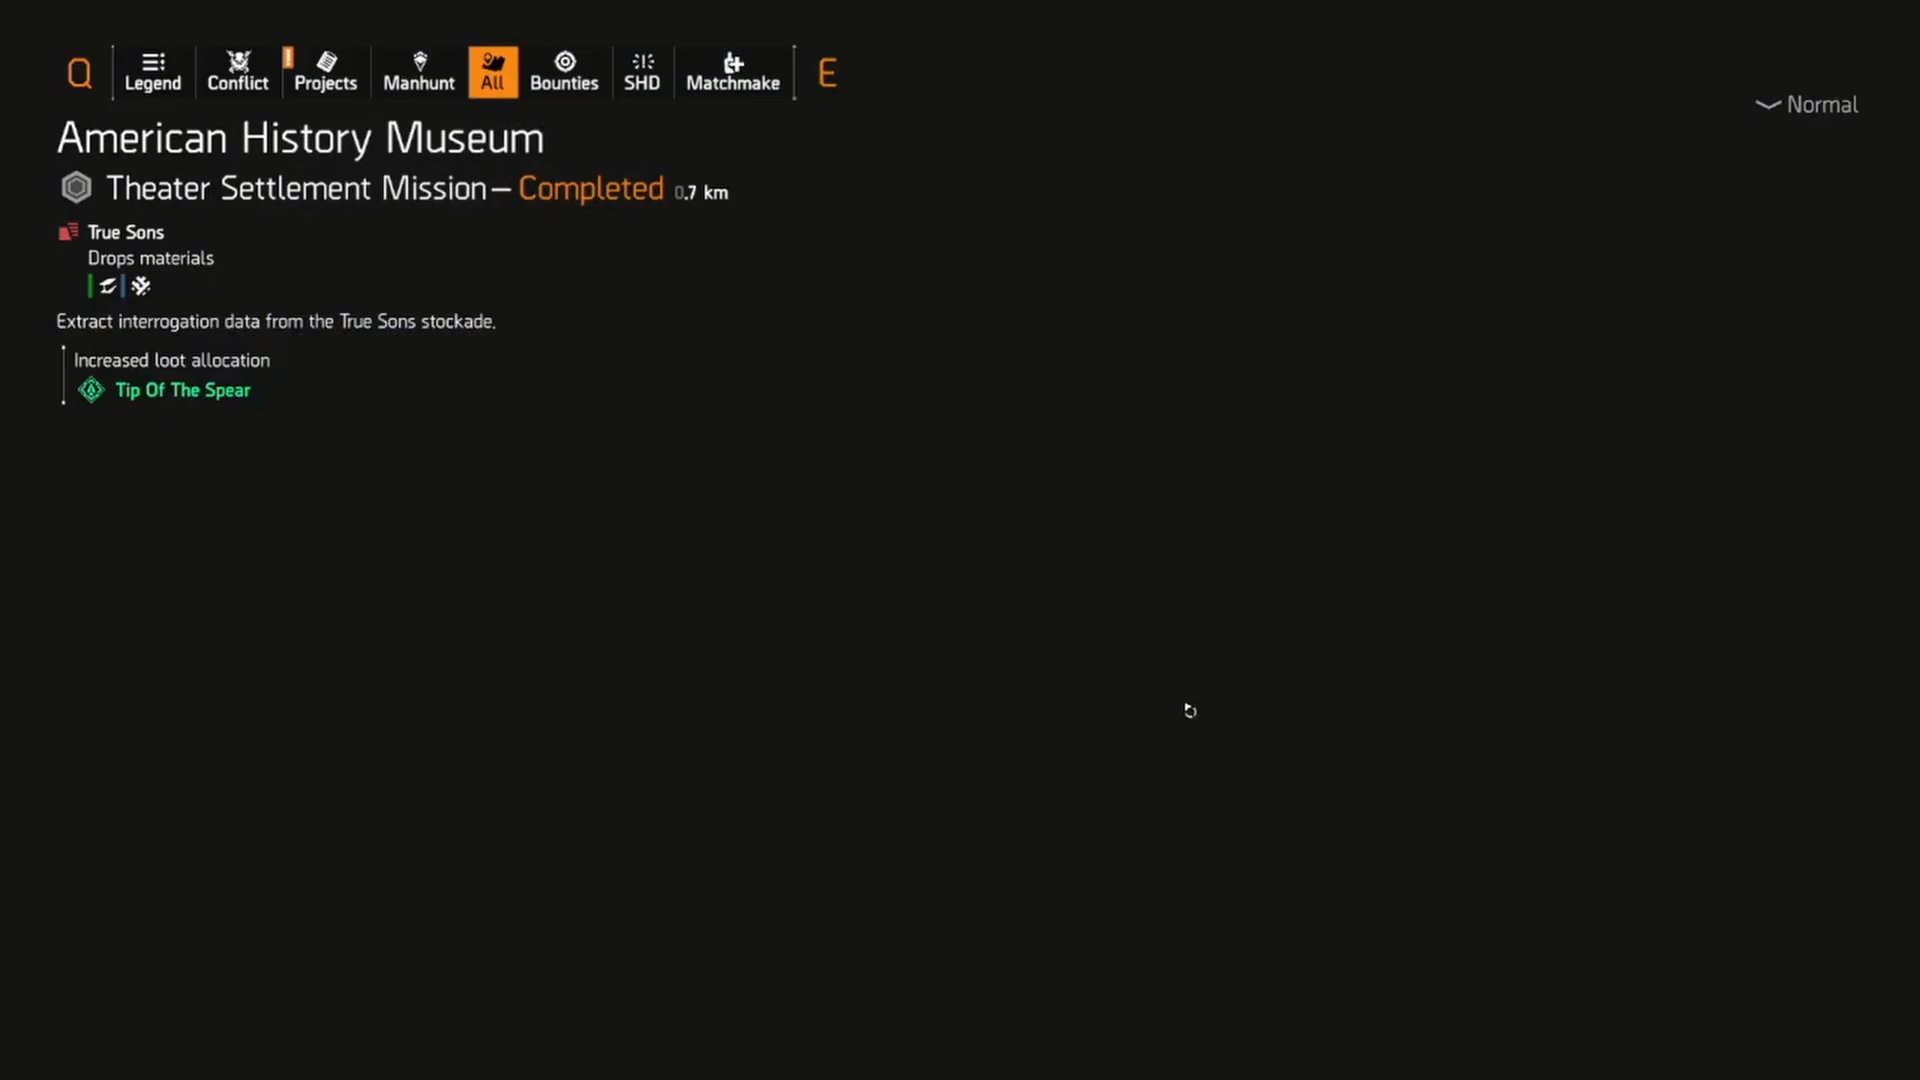 Q Legend Conflict Projects Manhunt All Bounties SHD Matchmake E
Normal
American History Museum
Theater Settlement Mission – Completed 0.7 km
True Sons
Drops materials
Extract interrogation data from the True Sons stockade.
Increased loot allocation
Tip Of The Spear